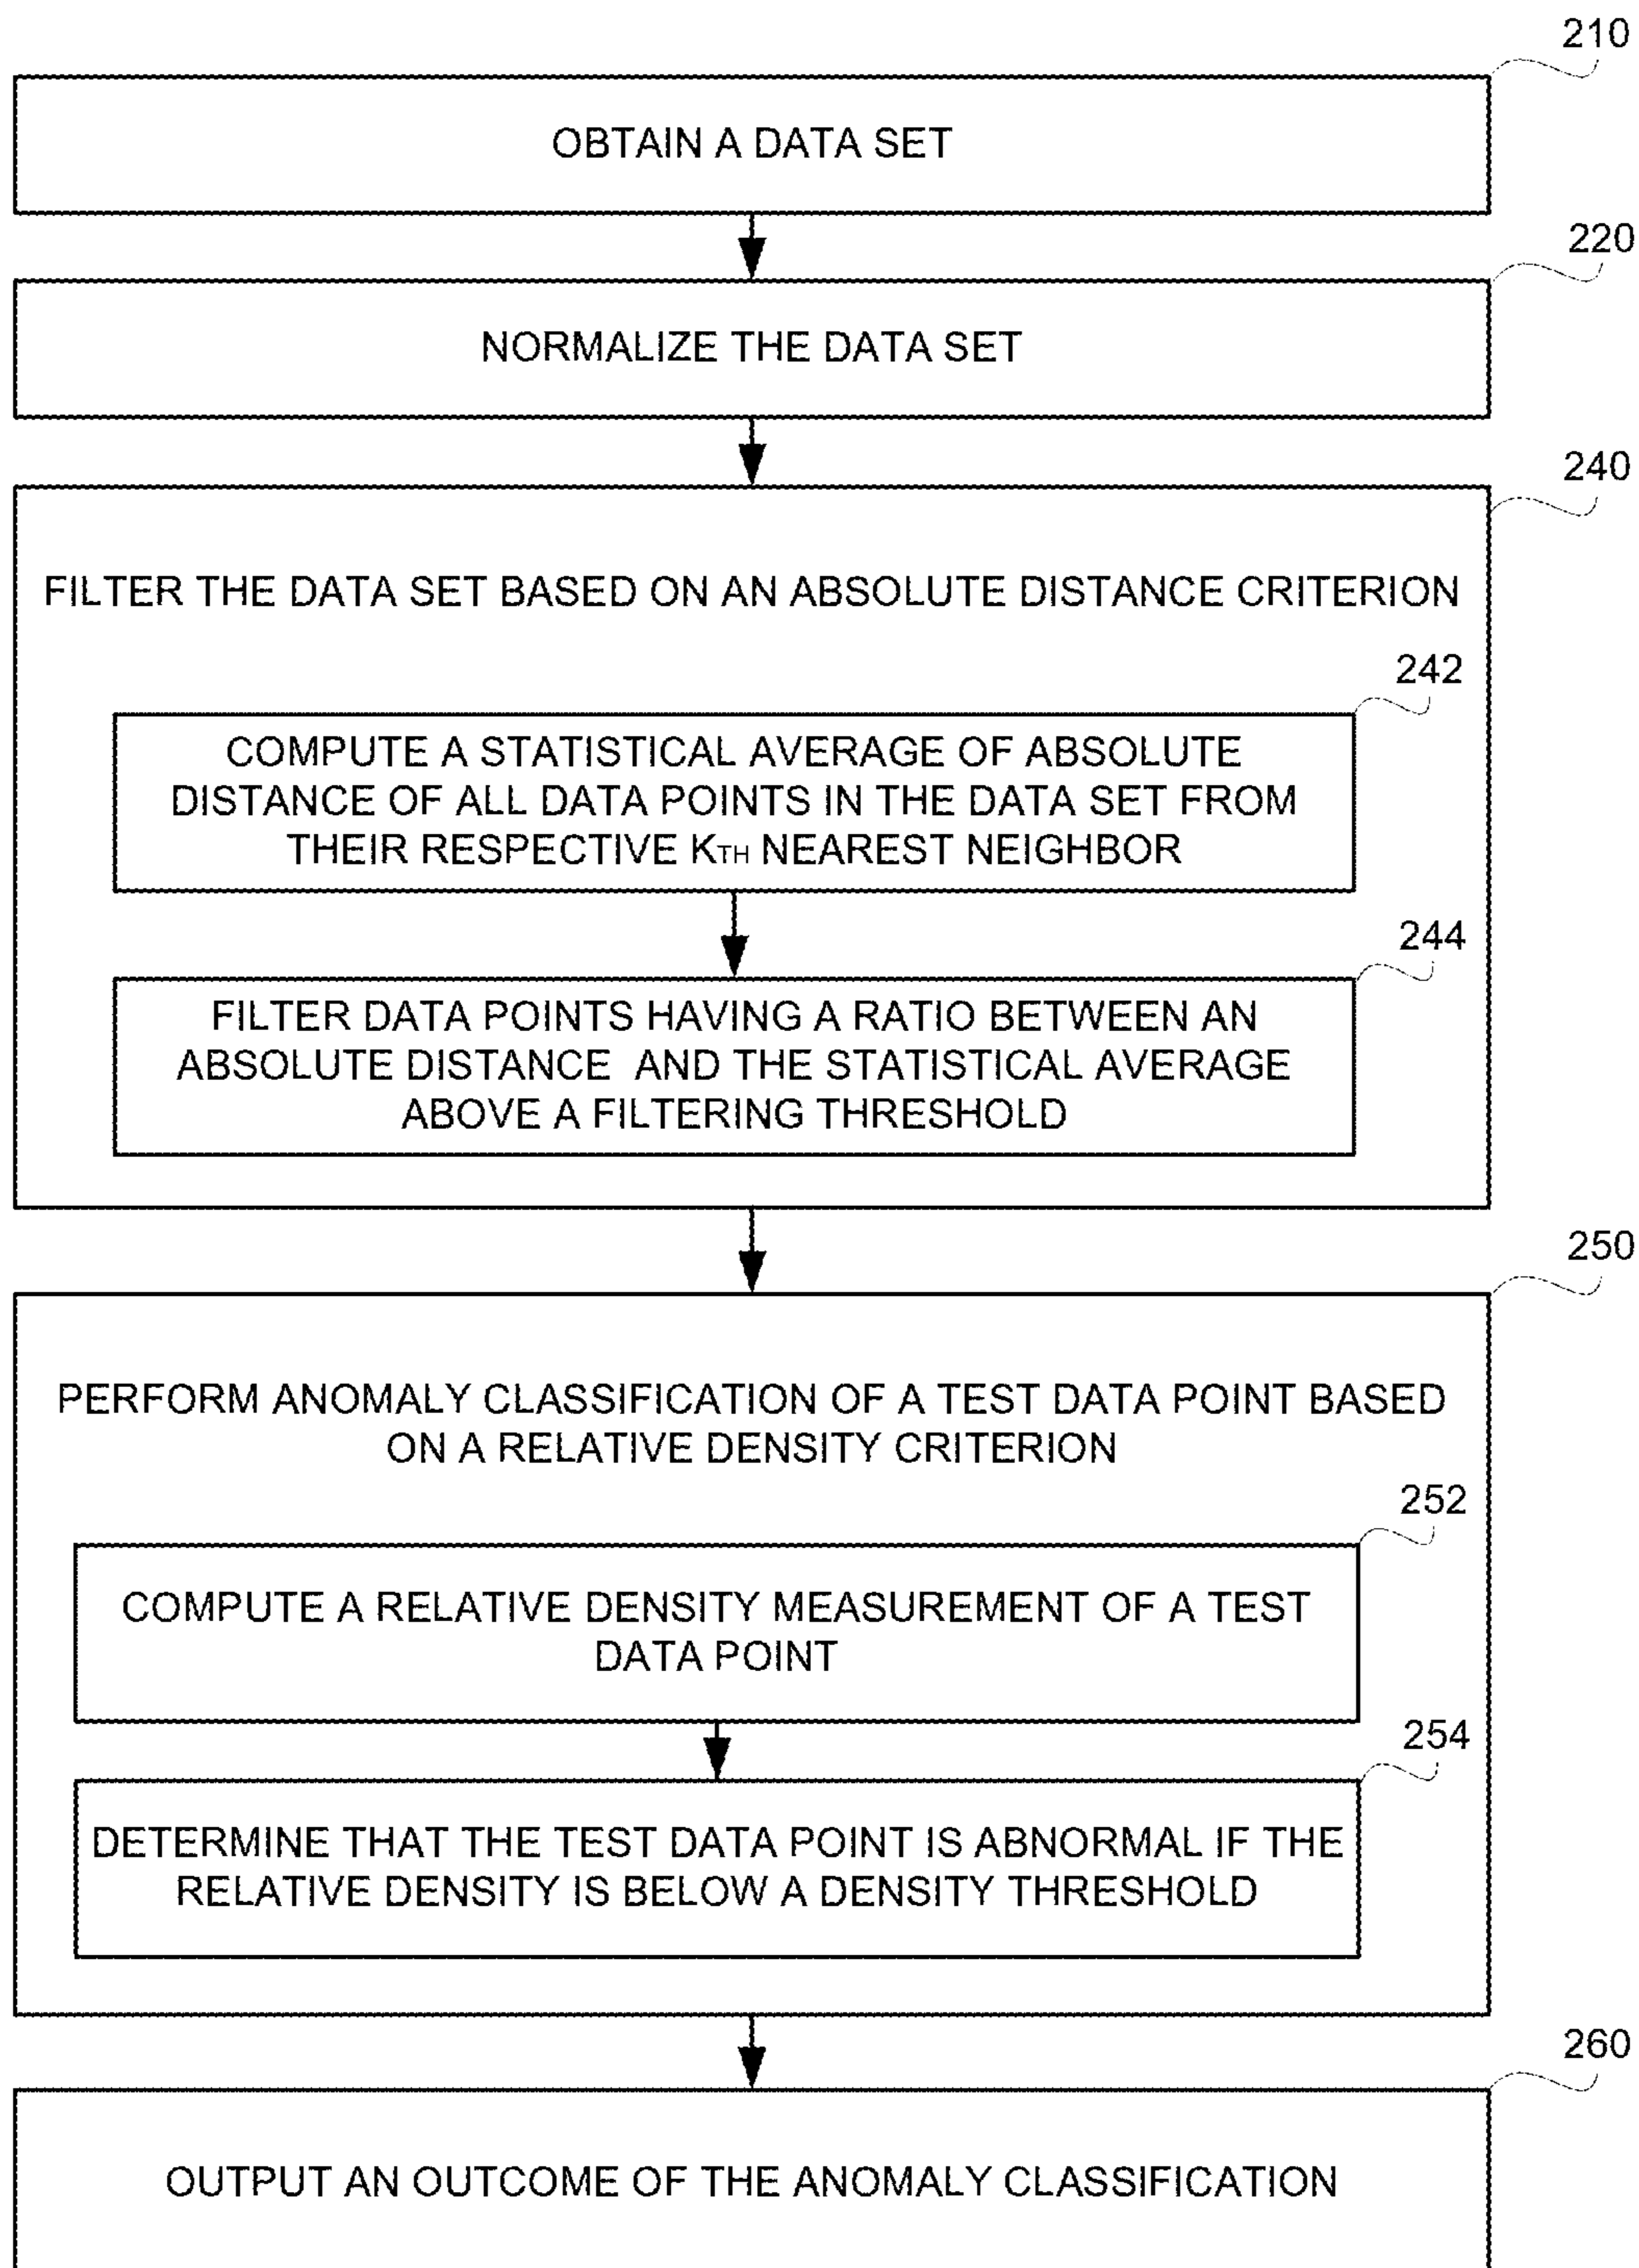 210
OBTAIN A DATA SET
220
NORMALIZE THE DATA SET
240
FILTER THE DATA SET BASED ON AN ABSOLUTE DISTANCE CRITERION
242
COMPUTE A STATISTICAL AVERAGE OF ABSOLUTE
DISTANCE OF ALL DATA POINTS IN THE DATA SET FROM
THEIR RESPECTIVE KTH NEAREST NEIGHBOR
244
FILTER DATA POINTS HAVING A RATIO BETWEEN AN
ABSOLUTE DISTANCE AND THE STATISTICAL AVERAGE
ABOVE A FILTERING THRESHOLD
250
PERFORM ANOMALY CLASSIFICATION OF A TEST DATA POINT BASED
ON A RELATIVE DENSITY CRITERION
252
COMPUTE A RELATIVE DENSITY MEASUREMENT OF A TEST
DATA POINT
254
DETERMINE THAT THE TEST DATA POINT IS ABNORMAL IF THE
RELATIVE DENSITY IS BELOW A DENSITY THRESHOLD
260
OUTPUT AN OUTCOME OF THE ANOMALY CLASSIFICATION